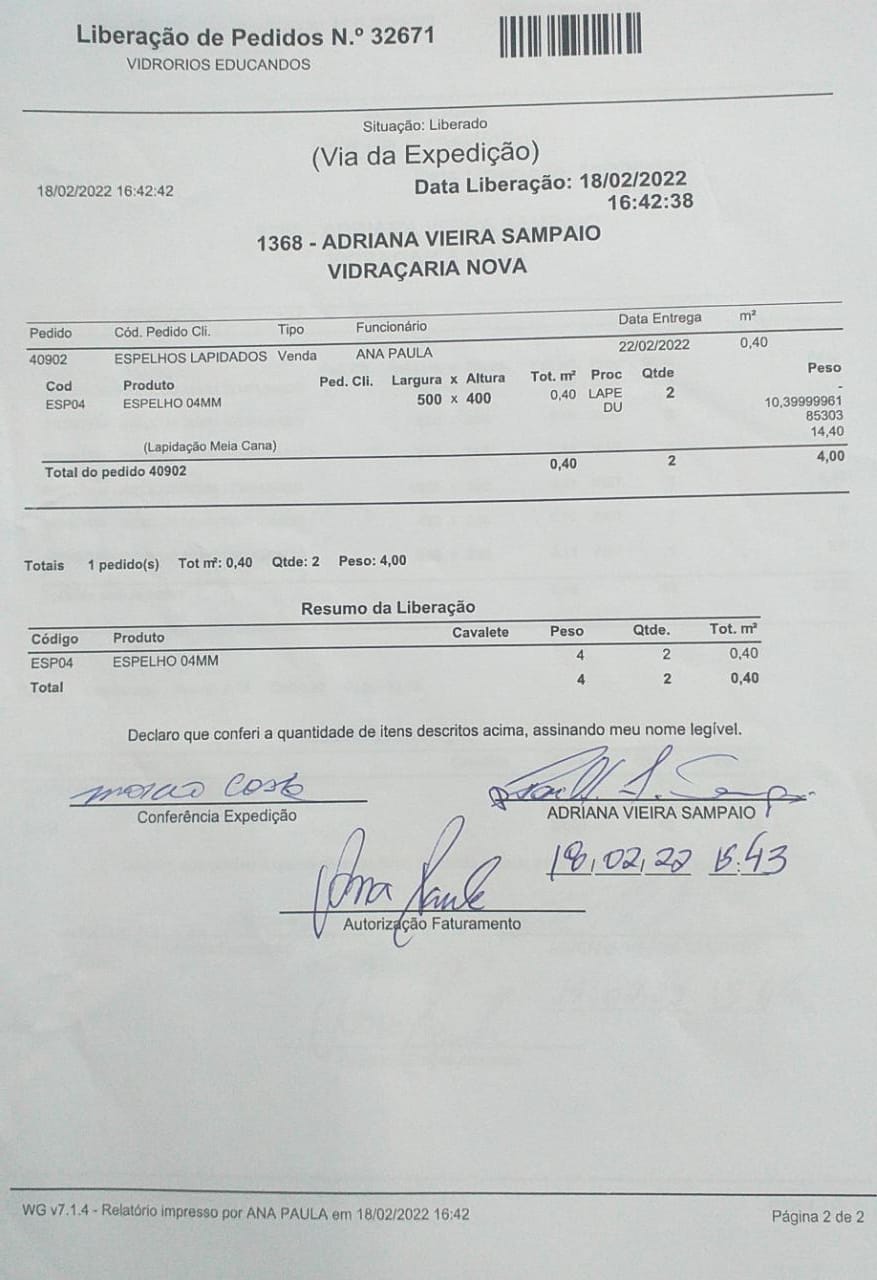 Liberação de Pedidos N.º 32671
VIDRORIOS EDUCANDOS
Situação: Liberado
(Via da Expedição)
18/02/2022 16:42:42
Data Liberação: 18/02/2022
16:42:38
1368 - ADRIANA VIEIRA SAMPAIO
VIDRAÇARIA NOVA
Pedido Cód. Pedido Cli. Tipo Funcionário Data Entrega m²
40902 ESPELHOS LAPIDADOS Venda ANA PAULA 22/02/2022 0,40
Cod Produto Ped. Cli. Largura x Altura Tot. m² Proc Qtde Peso
ESP04 ESPELHO 04MM 500 x 400 0,40 LAPE 2 -
DU 10,39999961
85303
(Lapidação Meia Cana) 14,40
Total do pedido 40902 0,40 2 4,00
Totais 1 pedido(s) Tot m²: 0,40 Qtde: 2 Peso: 4,00
Resumo da Liberação
Código Produto Cavalete Peso Qtde. Tot. m²
ESP04 ESPELHO 04MM 4 2 0,40
Total 4 2 0,40
Declaro que conferi a quantidade de itens descritos acima, assinando meu nome legível.
Costa
Conferência Expedição ADRIANA VIEIRA SAMPAIO
18,02,22 15:43
Ana Paula
Autorização Faturamento
WG v7.1.4 - Relatório impresso por ANA PAULA em 18/02/2022 16:42 Página 2 de 2